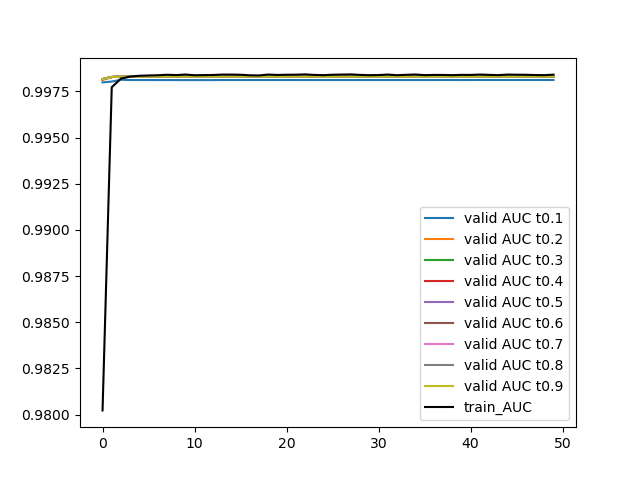 0.9975
0.9950
0.9925
0.9900
0.9875
0.9850
0.9825
0.9800
valid AUC t0.1
valid AUC t0.2
valid AUC t0.3
valid AUC t0.4
valid AUC t0.5
valid AUC t0.6
valid AUC t0.7
valid AUC t0.8
valid AUC t0.9
train_AUC
0 10 20 30 40 50